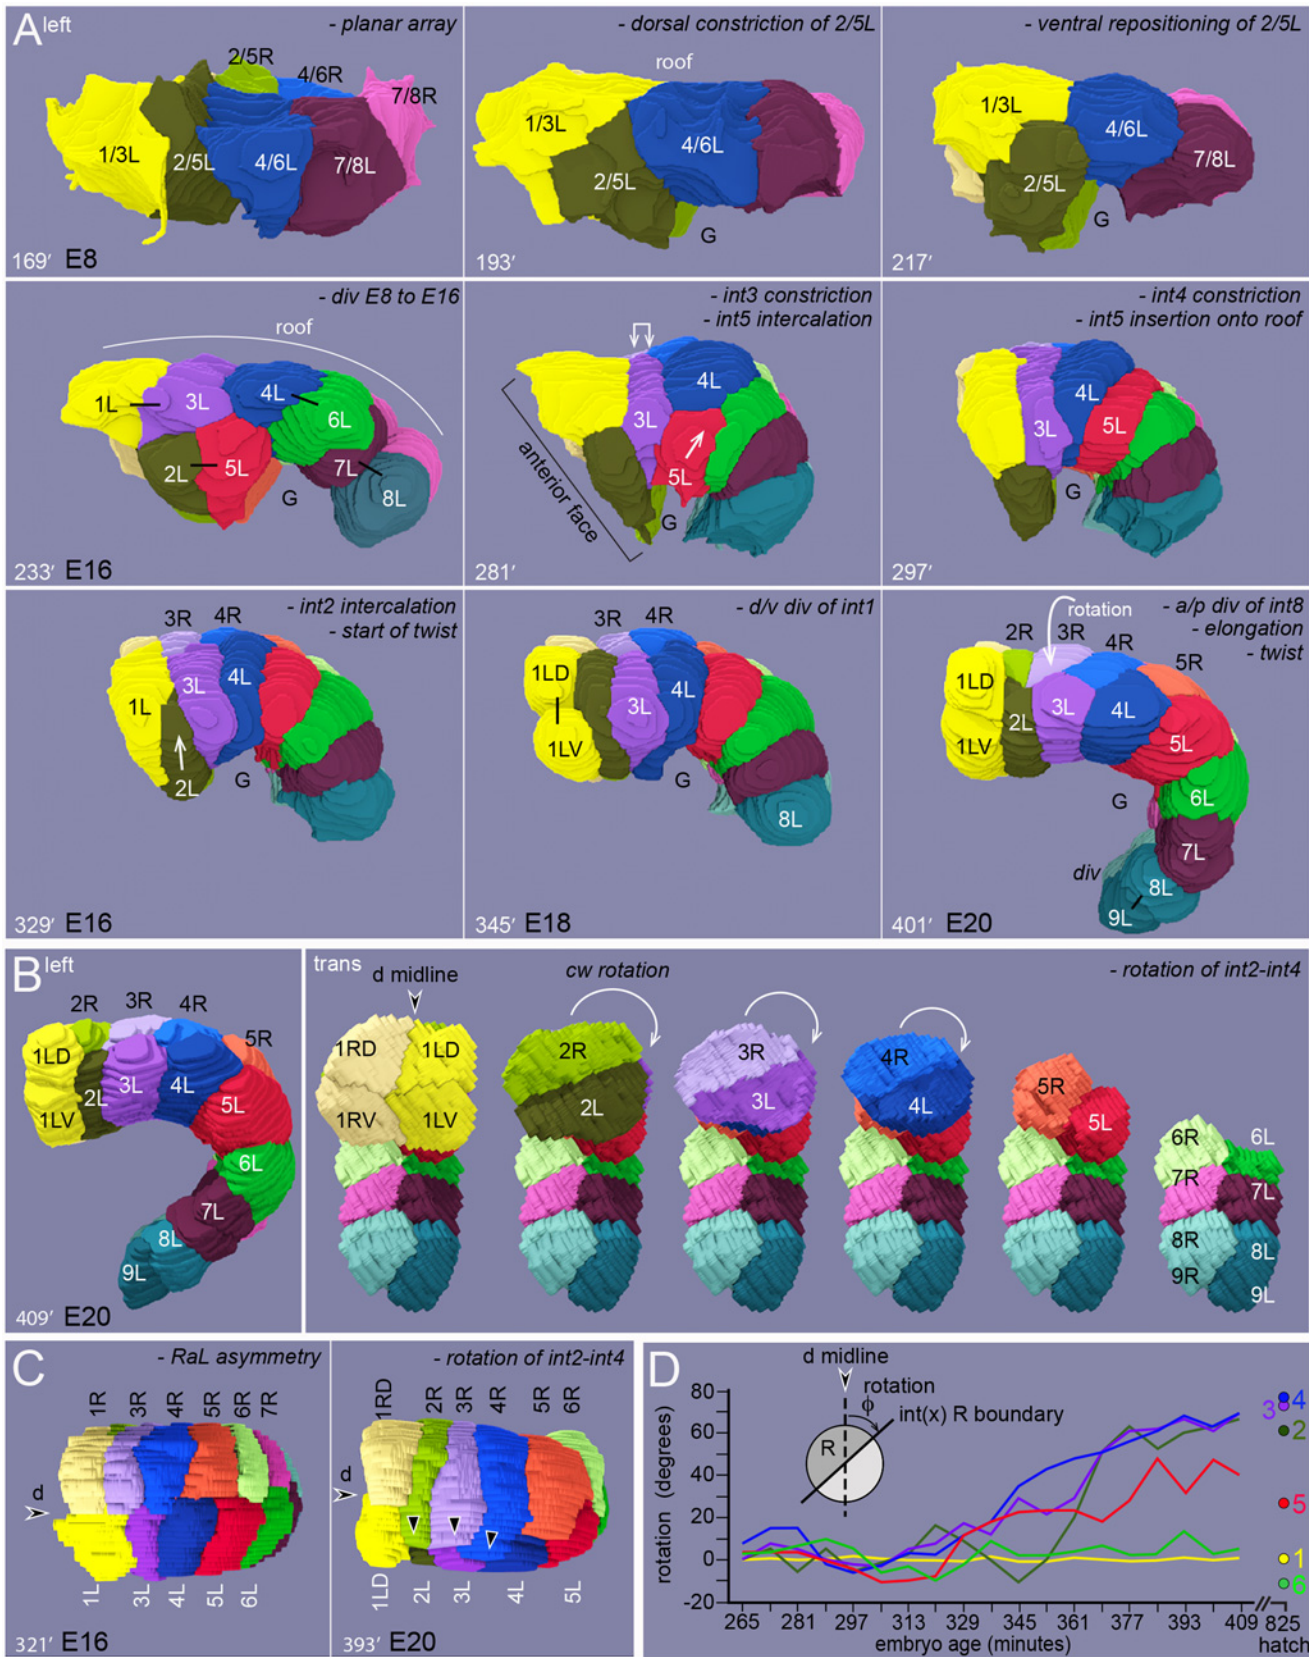 A left
- planar array
2/5R
4/6R
7/8R
1/3L
2/5L
4/6L
7/8L
169′ E8
- dorsal constriction of 2/5L
roof
1/3L
2/5L
4/6L
G
193′
- ventral repositioning of 2/5L
1/3L
4/6L
2/5L
7/8L
G
217′
- div E8 to E16
roof
1L
3L
4L
6L
2L
5L
7L
8L
G
233′ E16
- int3 constriction
- int5 intercalation
4L
3L
5L
anterior face
G
281′
- int4 constriction
- int5 insertion onto roof
3L
4L
5L
G
297′
- int2 intercalation
- start of twist
3R
4R
1L
3L
4L
2L
G
329′ E16
- d/v div of int1
3R
4R
1LD
3L
4L
1LV
G
8L
345′ E18
- a/p div of int8
- elongation
- twist
rotation
2R
3R
4R
5R
1LD
2L
3L
4L
1LV
5L
G
6L
7L
div
8L
9L
401′ E20
B left
2R
3R
4R
5R
1LD
2L
3L
4L
1LV
5L
6L
7L
8L
9L
409′ E20
trans
d midline
cw rotation
- rotation of int2-int4
1RD
1LD
1RV
1LV
2R
2L
3R
3L
4R
4L
5R
5L
6R
6L
7R
7L
8R
8L
9R
9L
C
- RaL asymmetry
1R
3R
4R
5R
6R
7R
d
1L
3L
4L
5L
6L
321′ E16
- rotation of int2-int4
1RD
2R
3R
4R
5R
6R
d
1LD
2L
3L
4L
5L
393′ E20
D
d midline
rotation
ϕ
int(x) R boundary
R
rotation (degrees)
80
60
40
20
0
-20
265
281
297
313
329
345
361
377
393
409
825
embryo age (minutes)
hatch
4
3
2
5
1
6